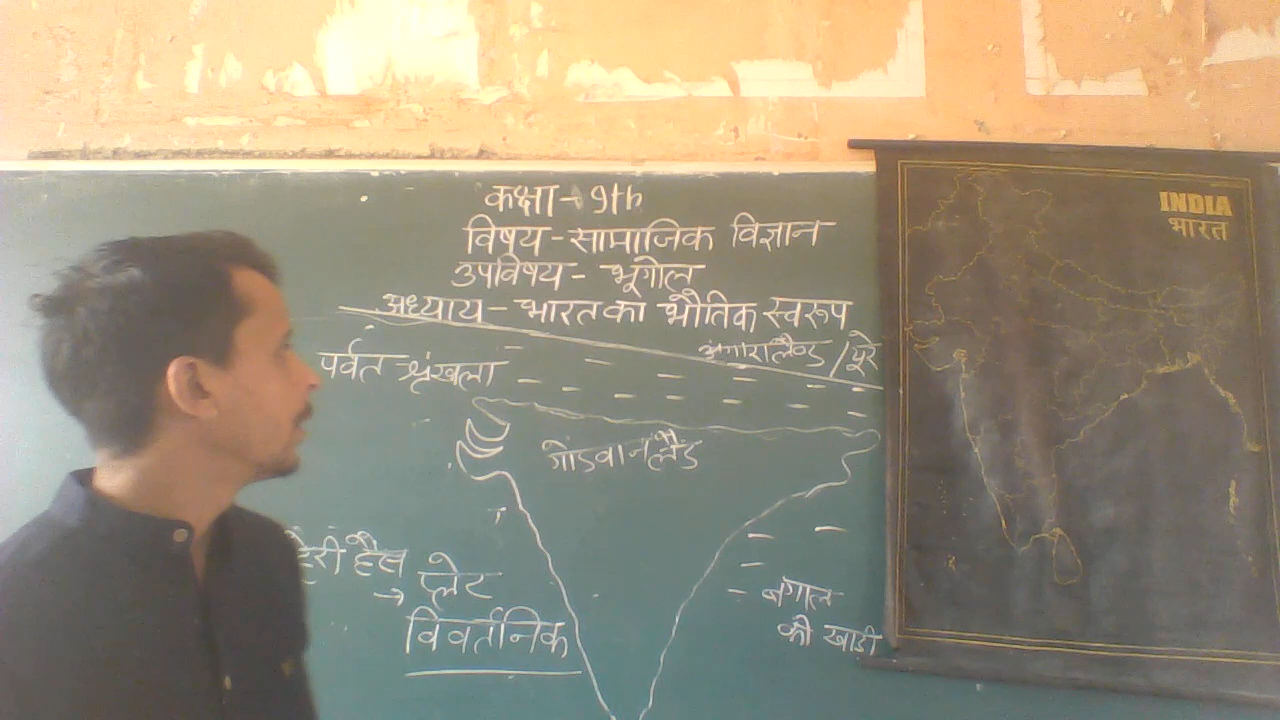 कक्षा- 9th
विषय-सामाजिक विज्ञान
उपविषय- भूगोल
अध्याय-भारत का भौतिक स्वरूप
अंगारालैण्ड / यूरे
पर्वत श्रृंखला
गोंडवानालैंड
हैरी हैस
→ प्लेट
विवर्तनिक
बंगाल
की खाड़ी
INDIA
भारत